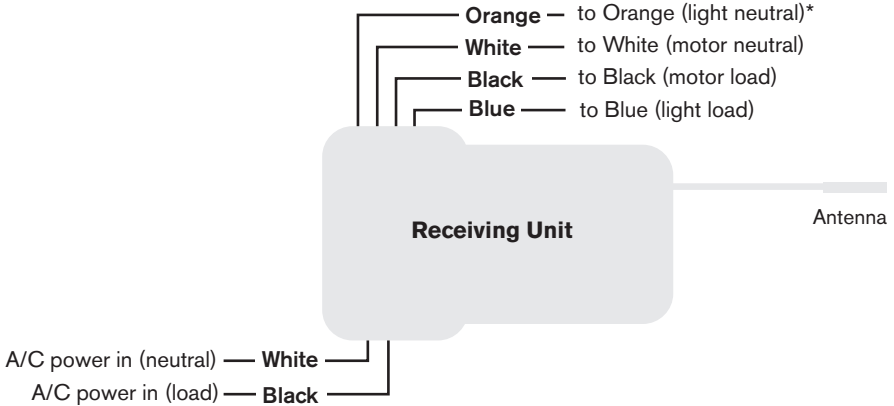 Orange to Orange (light neutral)*
White to White (motor neutral)
Black to Black (motor load)
Blue to Blue (light load)
Receiving Unit
Antenna
A/C power in (neutral) White
A/C power in (load) Black